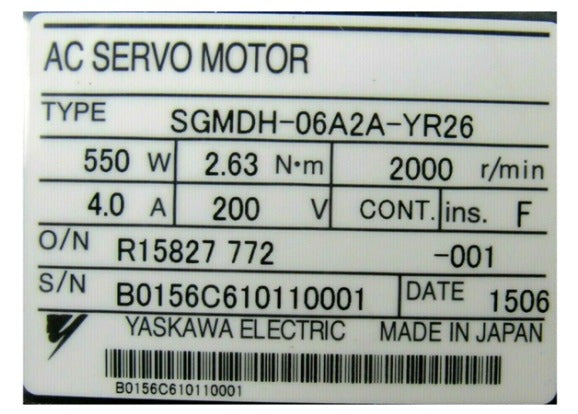 AC SERVO MOTOR
TYPE SGMDH-06A2A-YR26
550 W 2.63 N•m 2000 r/min
4.0 A 200 V CONT. ins. F
O/N R15827 772 -001
S/N B0156C610110001 DATE 1506
YASKAWA ELECTRIC MADE IN JAPAN
B0156C610110001